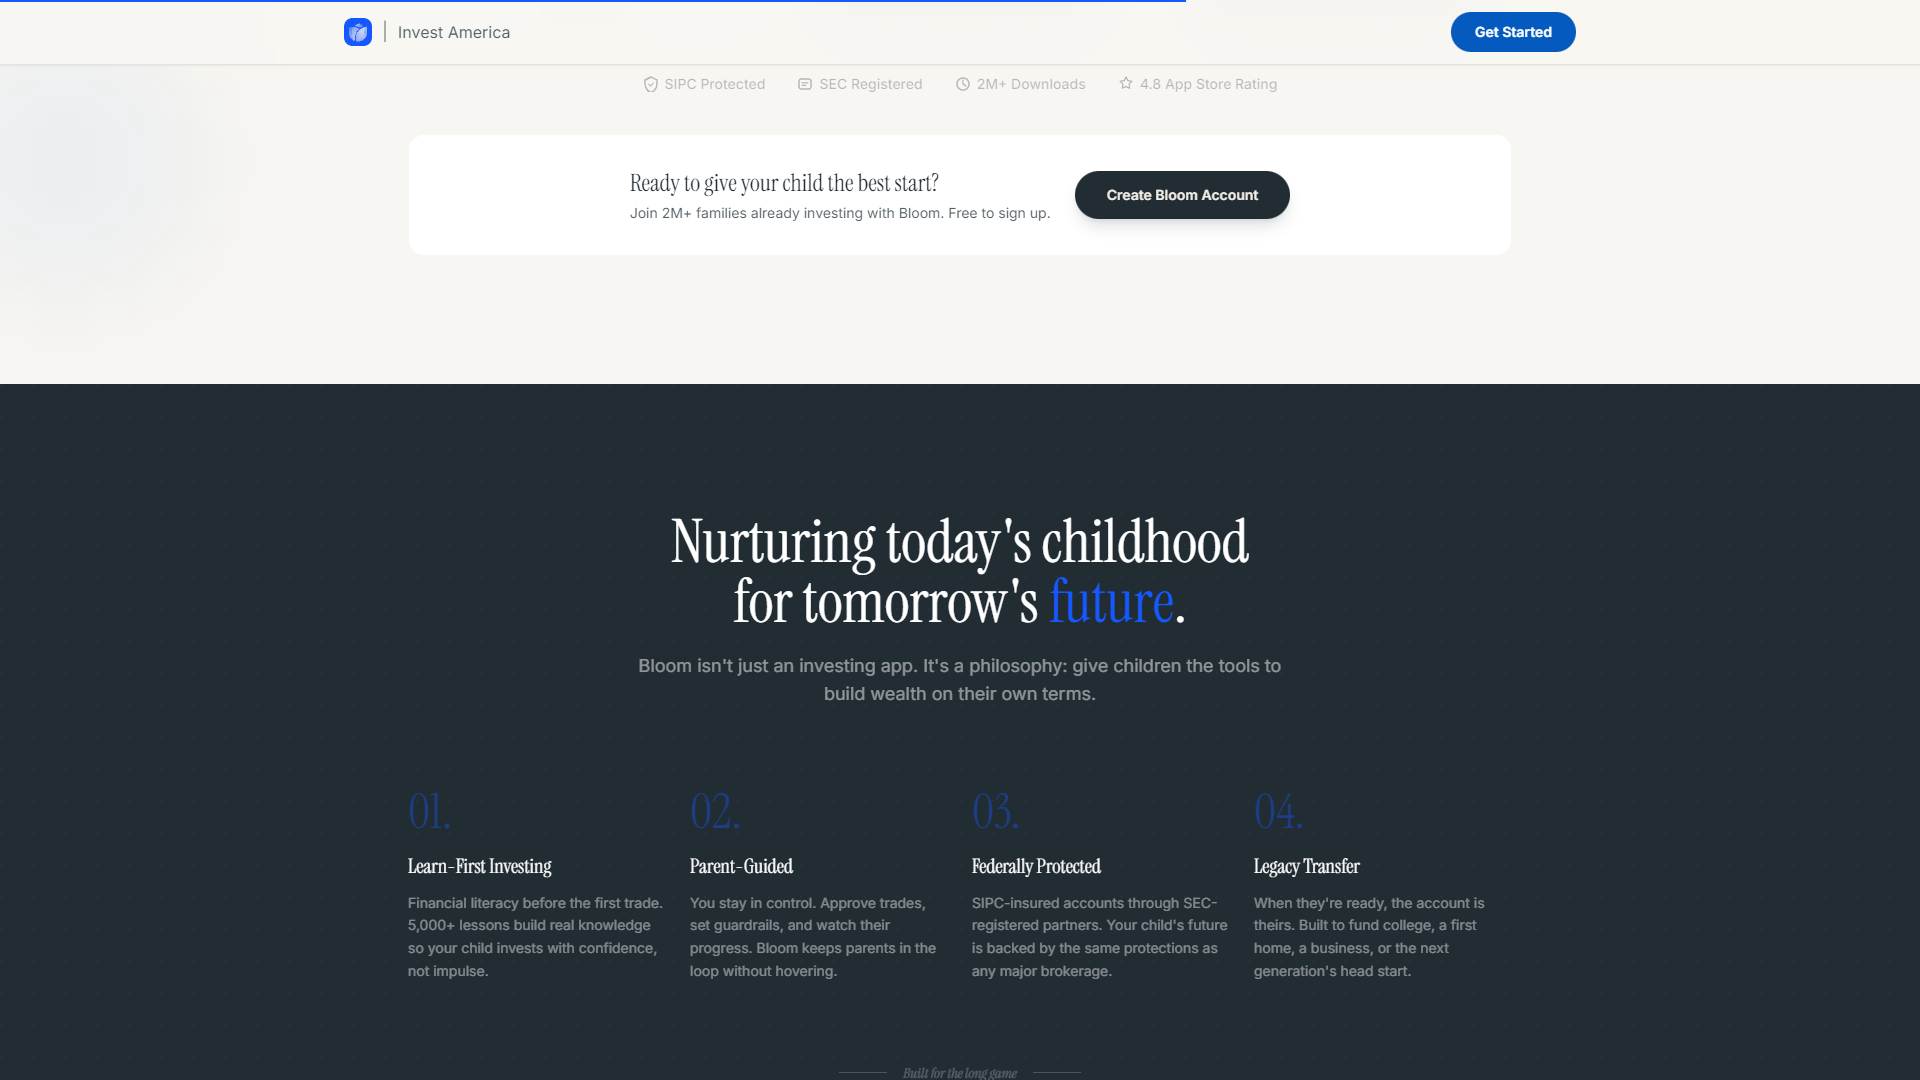 Invest America
Get Started
SIPC Protected
SEC Registered
2M+ Downloads
4.8 App Store Rating
Ready to give your child the best start?
Join 2M+ families already investing with Bloom. Free to sign up.
Create Bloom Account
Nurturing today's childhood
for tomorrow's future.
Bloom isn't just an investing app. It's a philosophy: give children the tools to
build wealth on their own terms.
01.
Learn-First Investing
Financial literacy before the first trade.
5,000+ lessons build real knowledge
so your child invests with confidence,
not impulse.
02.
Parent-Guided
You stay in control. Approve trades,
set guardrails, and watch their
progress. Bloom keeps parents in the
loop without hovering.
03.
Federally Protected
SIPC-insured accounts through SEC-
registered partners. Your child's future
is backed by the same protections as
any major brokerage.
04.
Legacy Transfer
When they're ready, the account is
theirs. Built to fund college, a first
home, a business, or the next
generation's head start.
Built for the long game